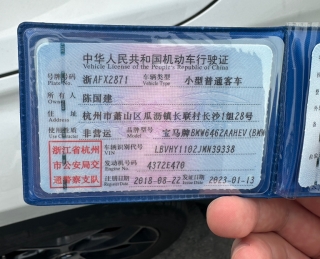 中华人民共和国机动车行驶证
Vehicle License of the People's Republic of China
号牌号码 浙AFX2871 车辆类型 小型普通客车
所有人 陈国建
住址 杭州市萧山区瓜沥镇长联村长沙1组28号
使用性质 非营运 品牌型号 宝马牌BMW6462AAHEV(BMW
浙江省杭州市公安局交通警察支队
车辆识别代号 LBVHY1102JMH39338
发动机号码 4372E470
注册日期 2018-08-22 发证日期 2023-01-13